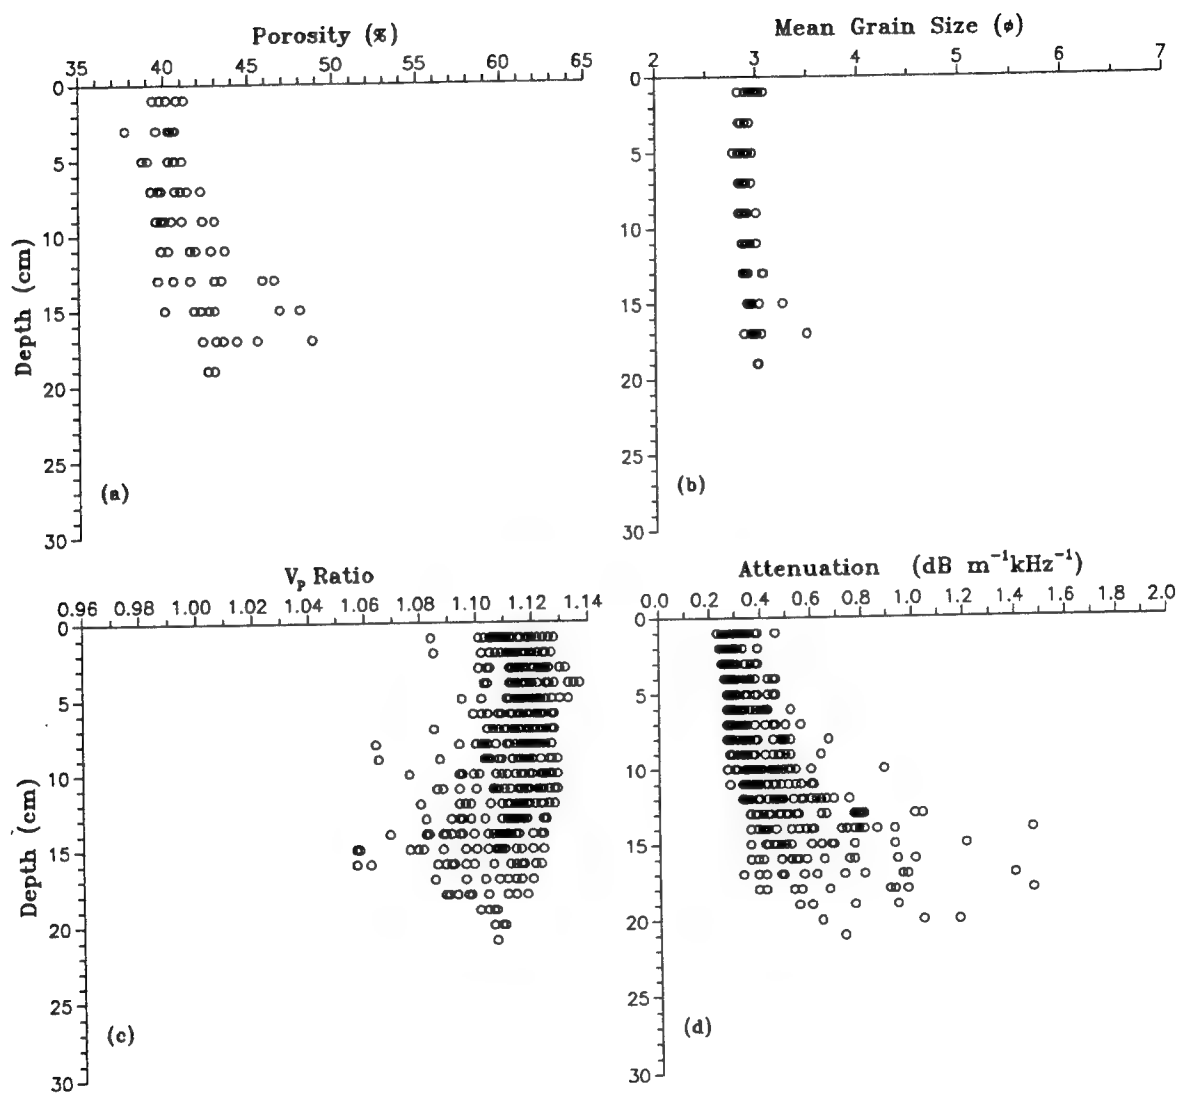 Porosity (%)
35 40 45 50 55 60 65
0
5
10
15
20
25
30
Depth (cm)
(a)
Mean Grain Size (ø)
2 3 4 5 6 7
0
5
10
15
20
25
30
(b)
Vp Ratio
0.96 0.98 1.00 1.02 1.04 1.06 1.08 1.10 1.12 1.14
0
5
10
15
20
25
30
Depth (cm)
(c)
Attenuation (dB m⁻¹kHz⁻¹)
0.0 0.2 0.4 0.6 0.8 1.0 1.2 1.4 1.6 1.8 2.0
0
5
10
15
20
25
30
(d)